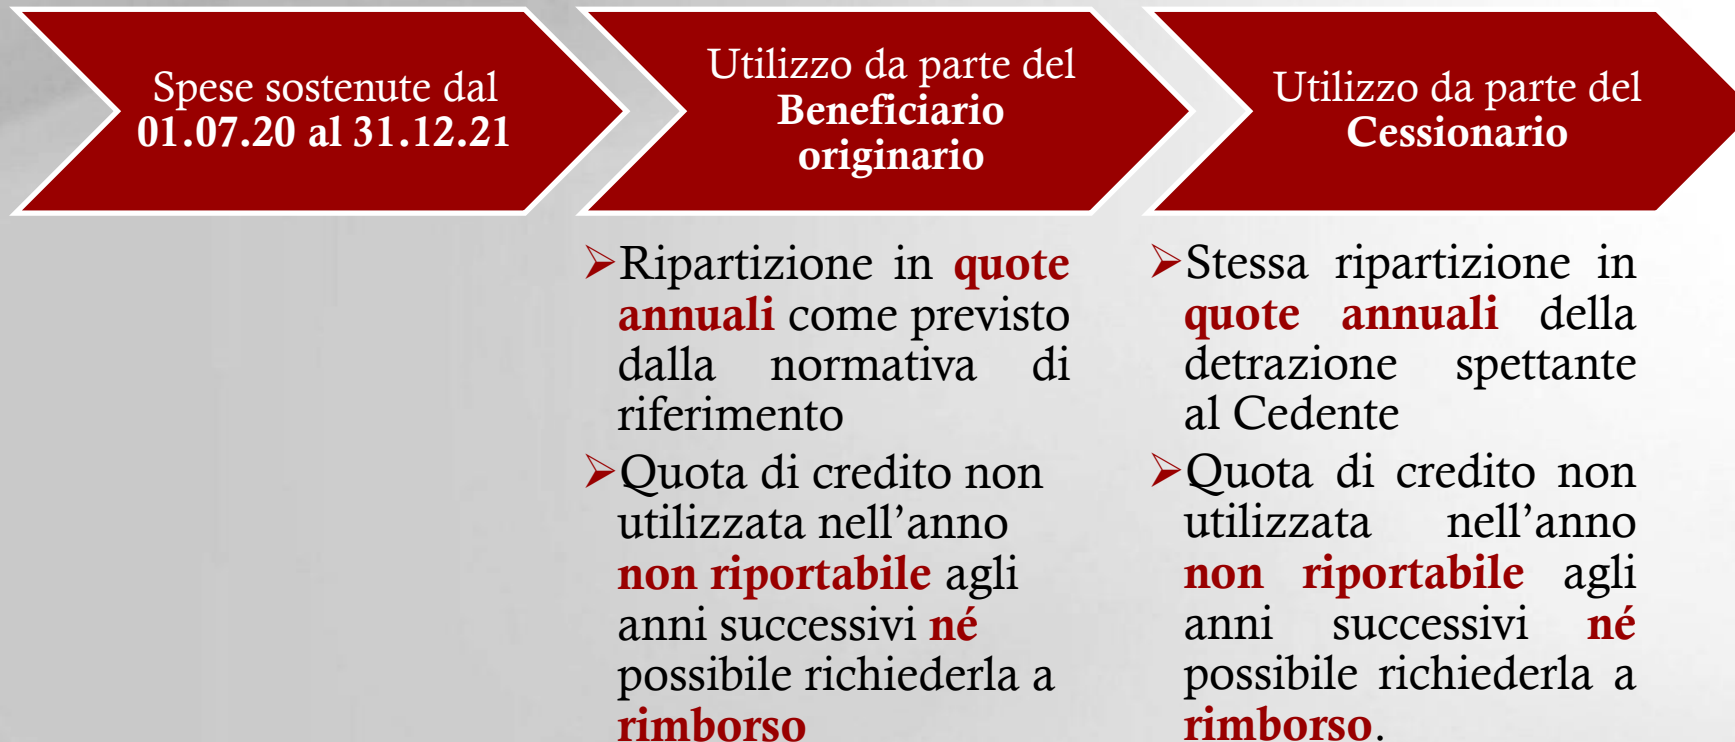 Spese sostenute dal
01.07.20 al 31.12.21
Utilizzo da parte del
Beneficiario
originario
Utilizzo da parte del
Cessionario
➢Ripartizione in quote
annuali come previsto
dalla normativa di
riferimento
➢Quota di credito non
utilizzata nell’anno
non riportabile agli
anni successivi né
possibile richiederla a
rimborso
➢Stessa ripartizione in
quote annuali della
detrazione spettante
al Cedente
➢Quota di credito non
utilizzata nell’anno
non riportabile agli
anni successivi né
possibile richiederla a
rimborso.